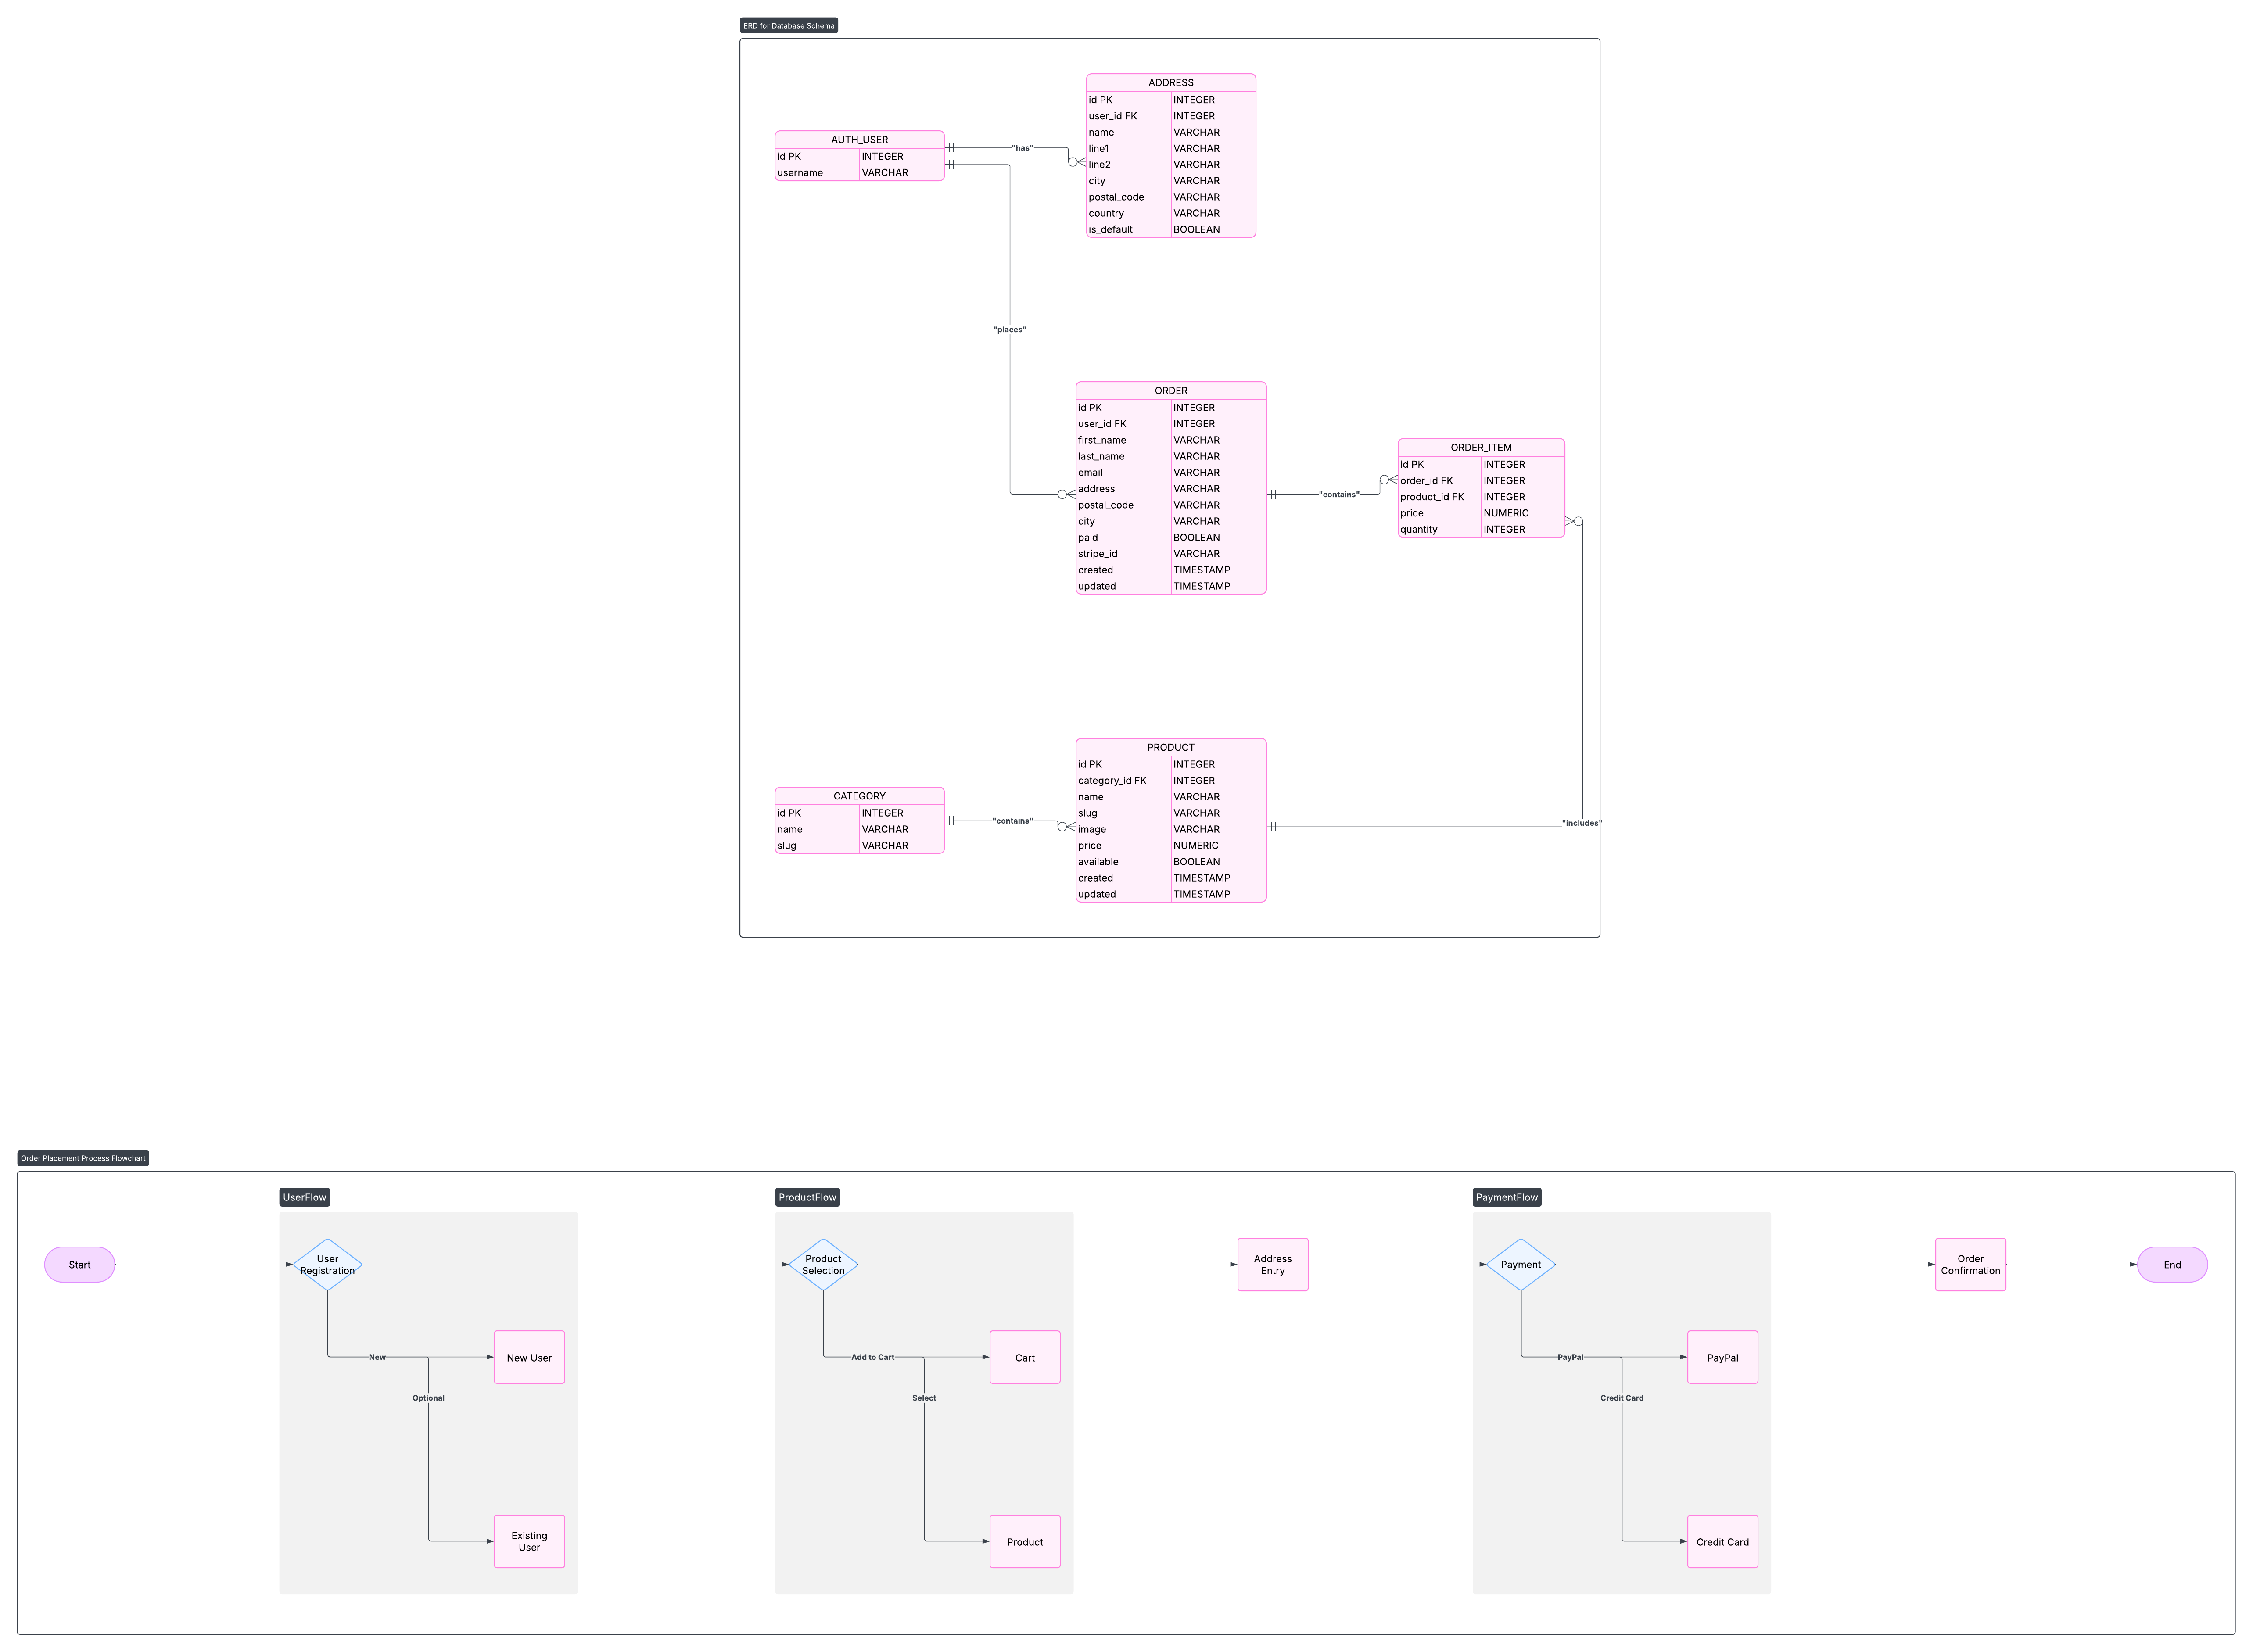 ERD for Database Schema
ADDRESS
id PK INTEGER
user_id FK INTEGER
name VARCHAR
line1 VARCHAR
line2 VARCHAR
city VARCHAR
postal_code VARCHAR
country VARCHAR
is_default BOOLEAN
AUTH_USER
id PK INTEGER
username VARCHAR
"has"
"places"
ORDER
id PK INTEGER
user_id FK INTEGER
first_name VARCHAR
last_name VARCHAR
email VARCHAR
address VARCHAR
postal_code VARCHAR
city VARCHAR
paid BOOLEAN
stripe_id VARCHAR
created TIMESTAMP
updated TIMESTAMP
"contains"
ORDER_ITEM
id PK INTEGER
order_id FK INTEGER
product_id FK INTEGER
price NUMERIC
quantity INTEGER
PRODUCT
id PK INTEGER
category_id FK INTEGER
name VARCHAR
slug VARCHAR
image VARCHAR
price NUMERIC
available BOOLEAN
created TIMESTAMP
updated TIMESTAMP
CATEGORY
id PK INTEGER
name VARCHAR
slug VARCHAR
"contains"
"includes"
Order Placement Process Flowchart
UserFlow
ProductFlow
PaymentFlow
Start
User
Registration
Product
Selection
Address
Entry
Payment
Order
Confirmation
End
New
New User
Optional
Existing
User
Add to Cart
Cart
Select
Product
PayPal
PayPal
Credit Card
Credit Card